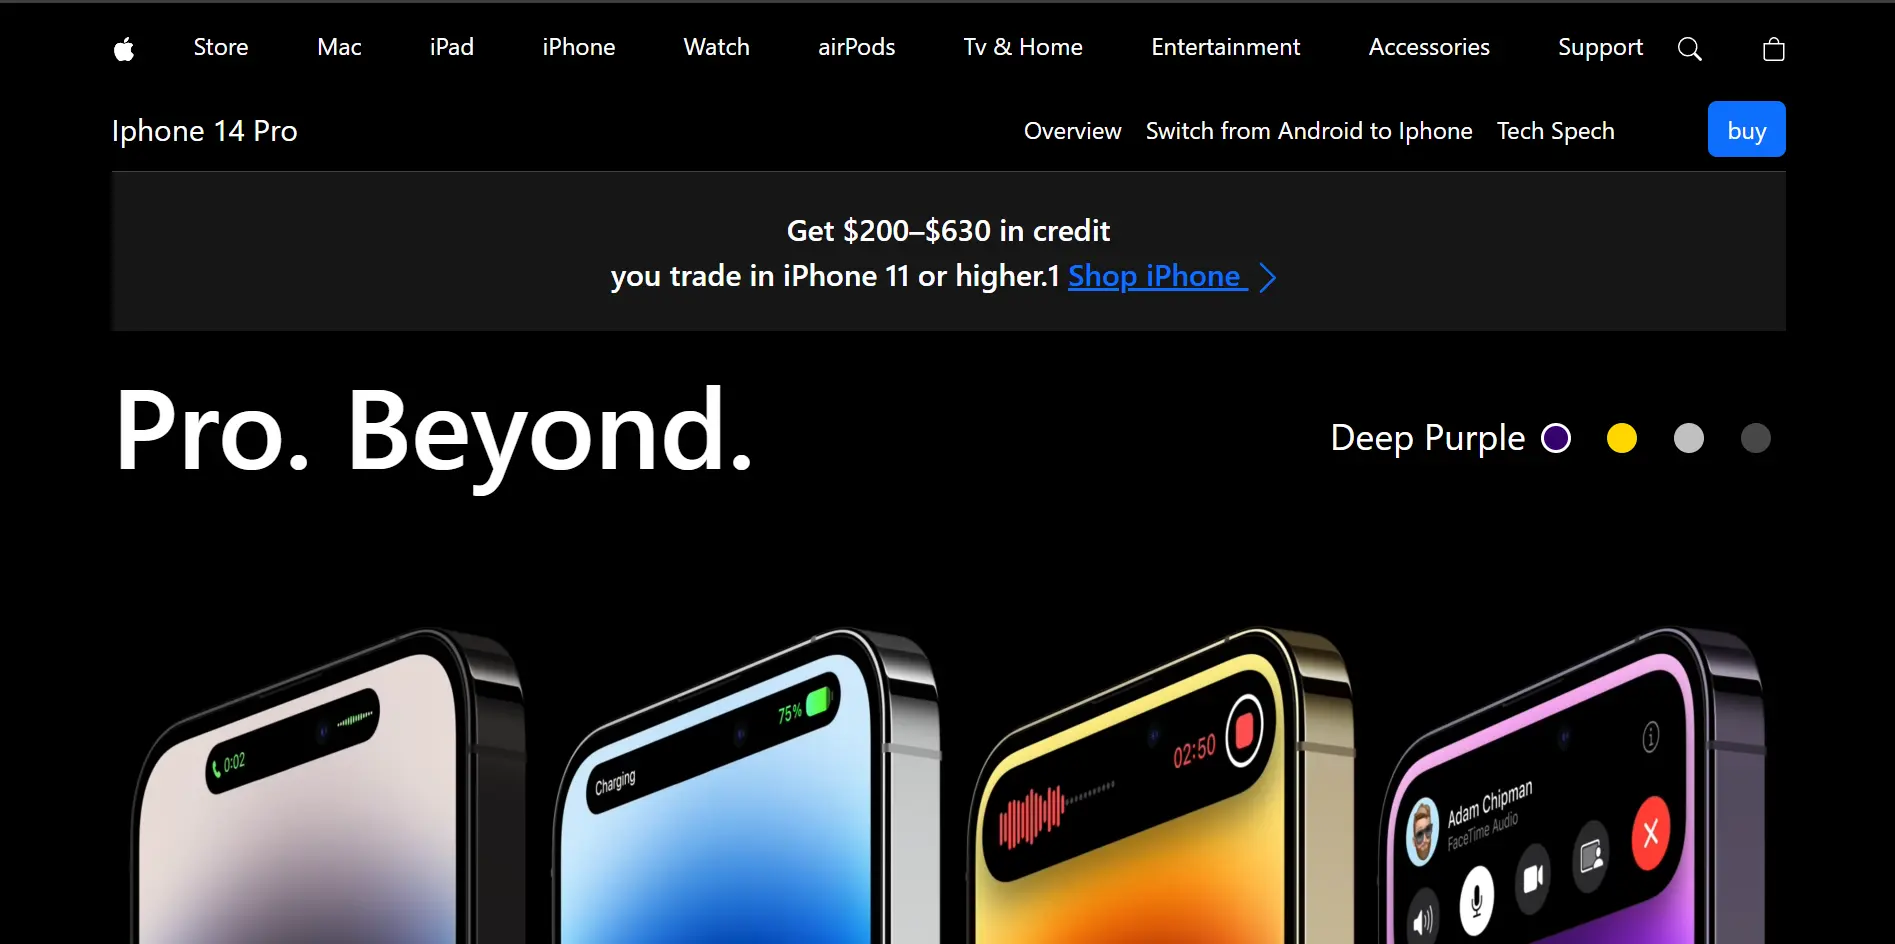 Store Mac iPad iPhone Watch airPods Tv & Home Entertainment Accessories Support
Iphone 14 Pro Overview Switch from Android to Iphone Tech Spech buy
Get $200–$630 in credit
you trade in iPhone 11 or higher.1 Shop iPhone
Pro. Beyond.
Deep Purple
0:02
Charging 75%
02:50
Adam Chipman
FaceTime Audio